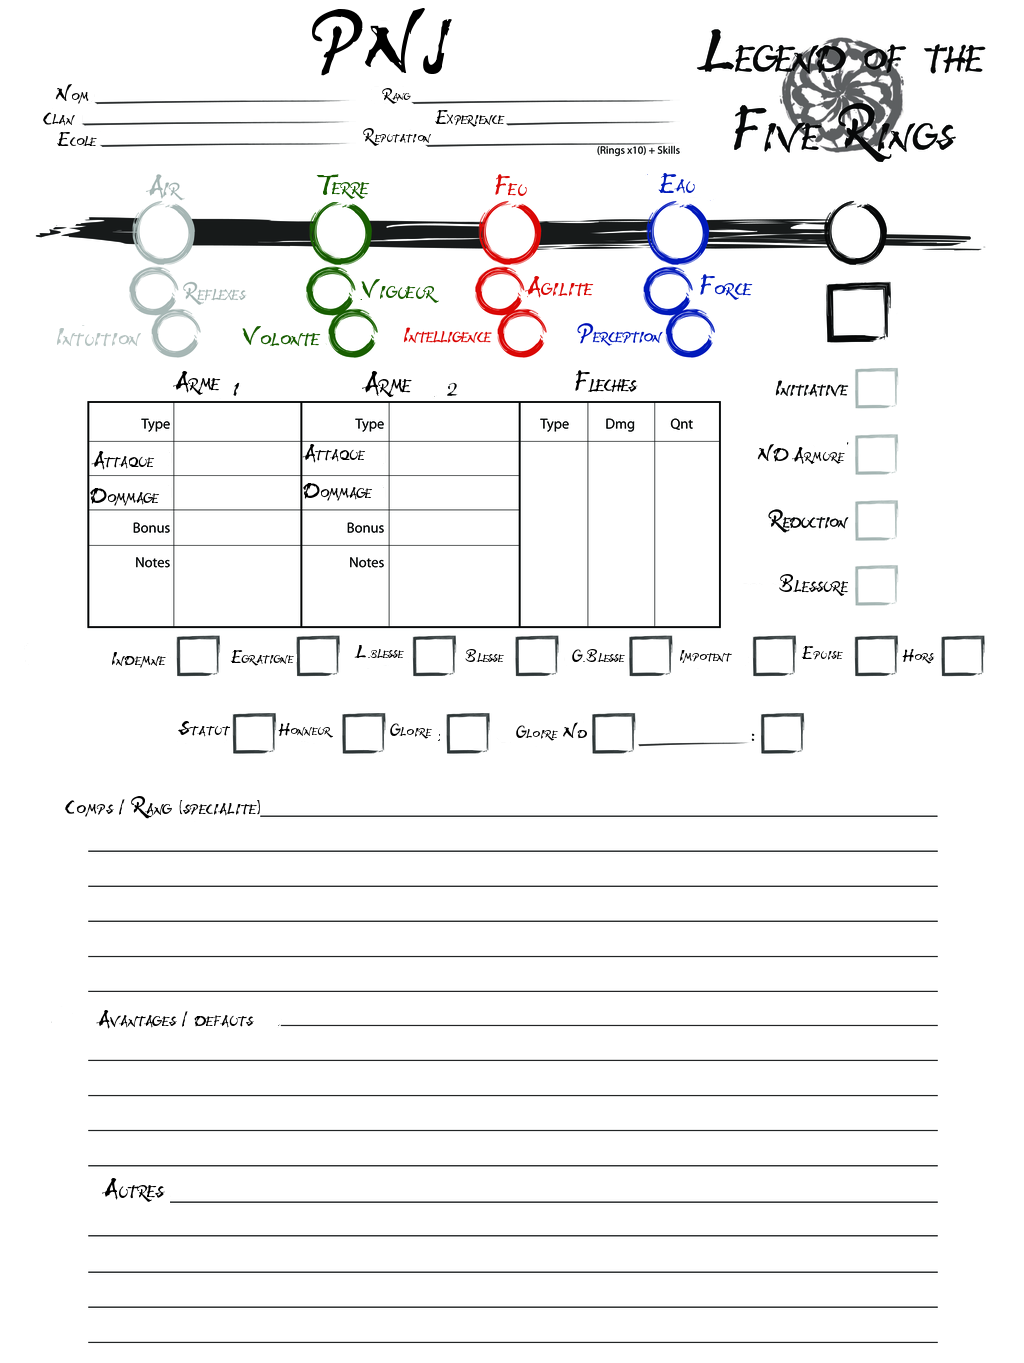 PNJ
LEGEND OF THE
FIVE RINGS
NOM
RANG
CLAN
EXPERIENCE
ECOLE
REPUTATION
(Rings x10) + Skills
AIR TERRE FEU EAU
REFLEXES VIGUEUR AGILITE FORCE
INTUITION VOLONTE INTELLIGENCE PERCEPTION
ARME 1 ARME 2 FLECHES
Type Type Type Dmg Qnt
ATTAQUE ATTAQUE
DOMMAGE DOMMAGE
Bonus Bonus
Notes Notes
INITIATIVE
ND ARMURE
REDUCTION
BLESSURE
INDEMNE EGRATIGNE L.BLESSE BLESSE G.BLESSE IMPOTENT EPUISE HORS
STATUT HONNEUR GLOIRE : GLOIRE ND :
COMPS / RANG (SPECIALITE)
AVANTAGES / DEFAUTS
AUTRES